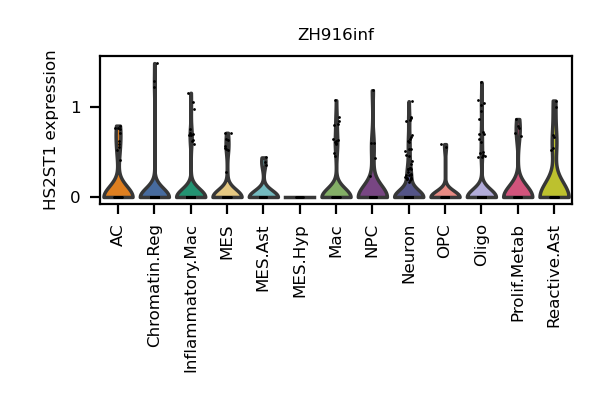 ZH916inf
HS2ST1 expression
1
0
AC
Chromatin.Reg
Inflammatory.Mac
MES
MES.Ast
MES.Hyp
Mac
NPC
Neuron
OPC
Oligo
Prolif.Metab
Reactive.Ast